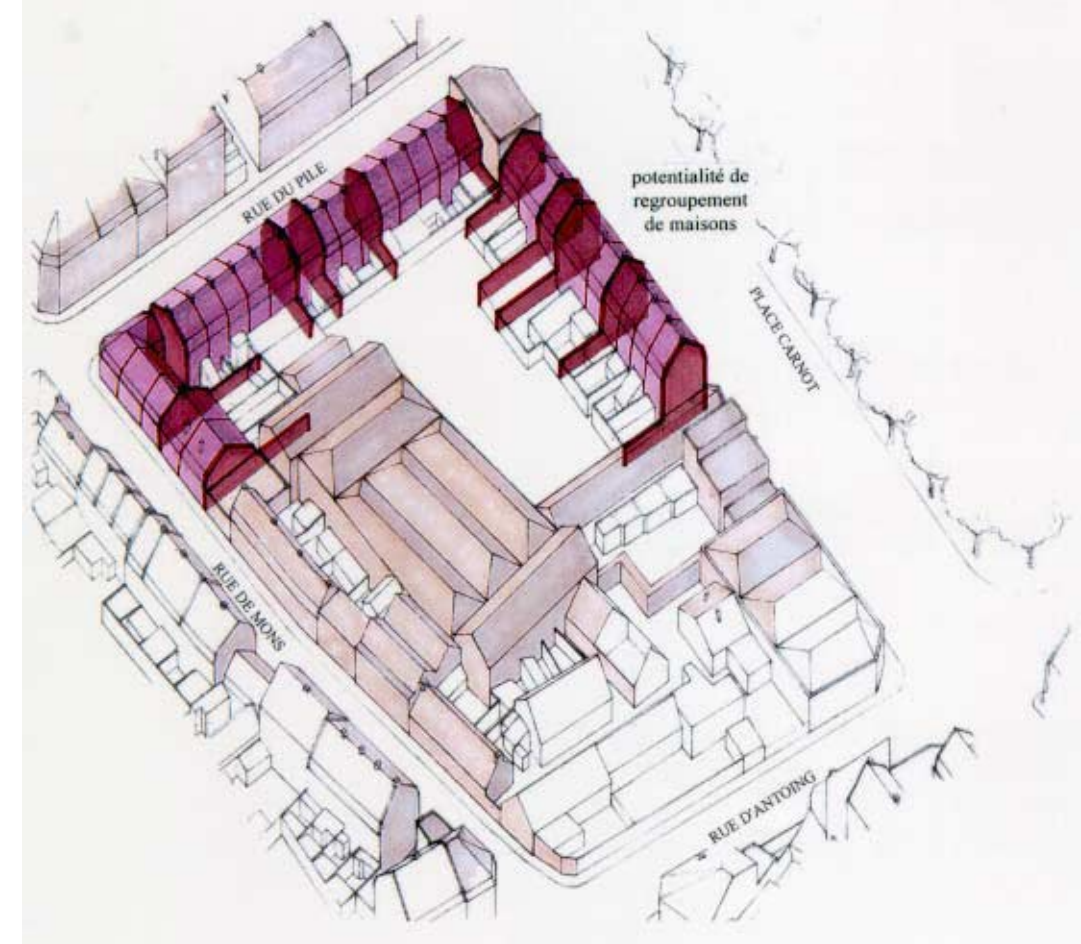 RUE DU PILE
potentialité de
regroupement
de maisons
PLACE CARNOT
RUE DE MONS
RUE D'ANTOING